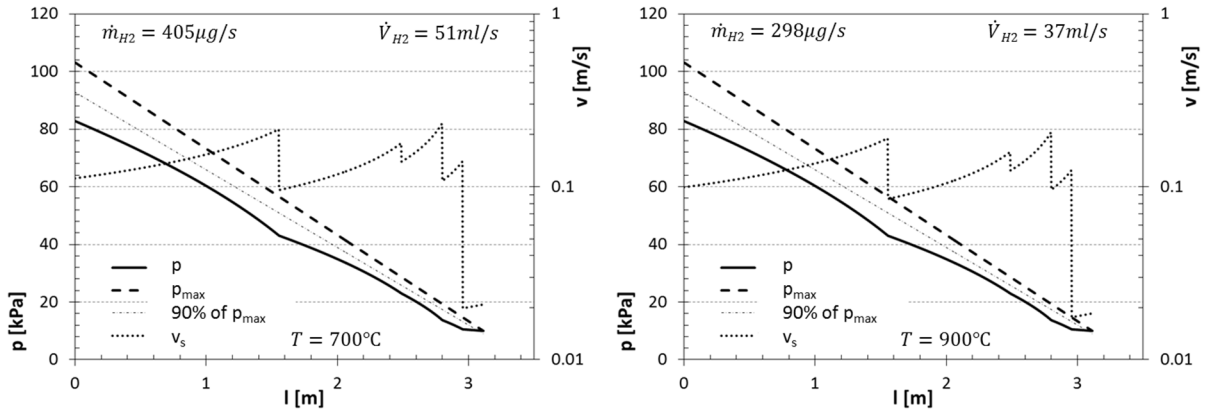 120
100
80
60
40
20
0
p [kPa]
ṁH2 = 405μg/s
V̇H2 = 51ml/s
1
0.1
0.01
v [m/s]
p
pmax
90% of pmax
vs
T = 700°C
0
1
2
3
l [m]
120
100
80
60
40
20
0
p [kPa]
ṁH2 = 298μg/s
V̇H2 = 37ml/s
1
0.1
0.01
v [m/s]
p
pmax
90% of pmax
vs
T = 900°C
0
1
2
3
l [m]